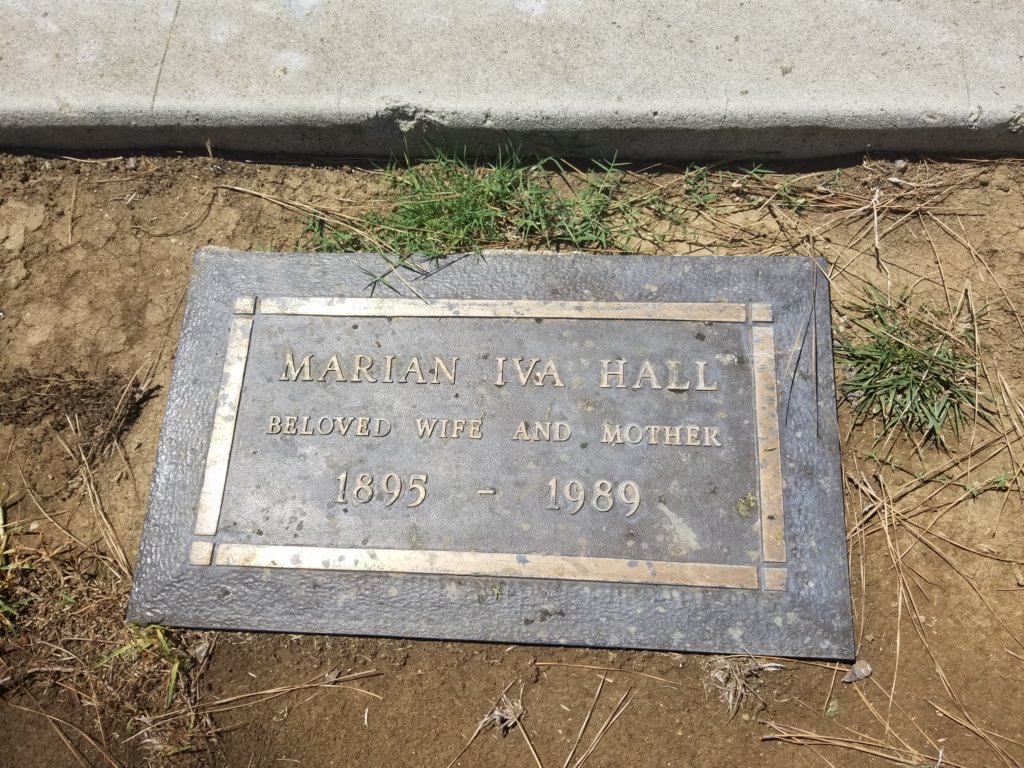 MARIAN IVA HALL
BELOVED WIFE AND MOTHER
1895 - 1989